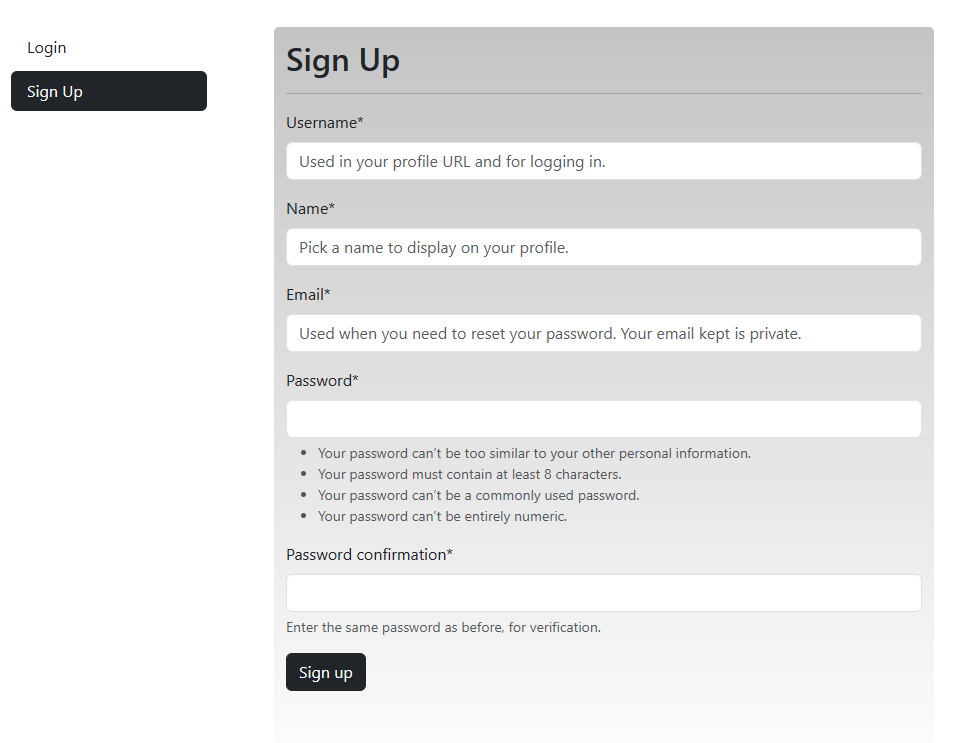 Login
Sign Up
Sign Up
Username*
Used in your profile URL and for logging in.
Name*
Pick a name to display on your profile.
Email*
Used when you need to reset your password. Your email kept is private.
Password*
Your password can’t be too similar to your other personal information.
Your password must contain at least 8 characters.
Your password can’t be a commonly used password.
Your password can’t be entirely numeric.
Password confirmation*
Enter the same password as before, for verification.
Sign up